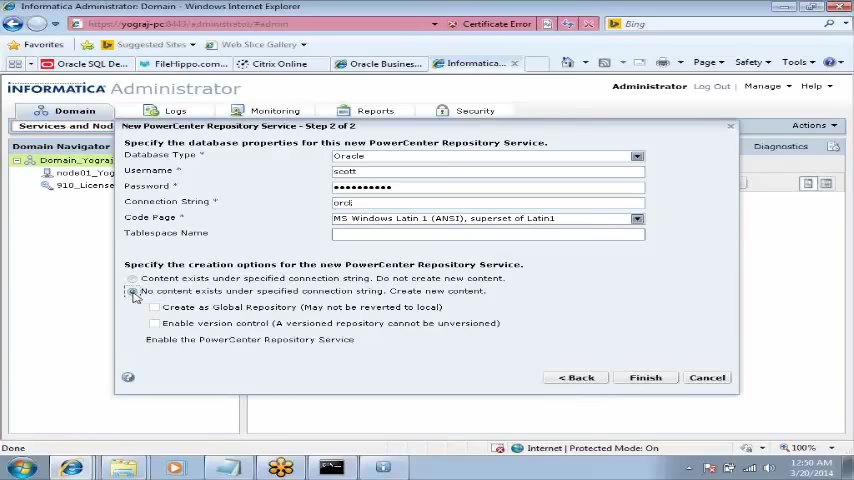 Informatica Administrator: Domain - Windows Internet Explorer
https://yograj-pc:8443/administrator/#admin
Certificate Error
Bing
Favorites
Suggested Sites
Web Slice Gallery
Oracle SQL De...
FileHippo.com...
Citrix Online
Oracle Busines...
Informatica...
Page
Safety
Tools
INFORMATICA Administrator
Administrator
Log Out
Manage
Help
Domain
Logs
Monitoring
Reports
Security
Services and Nod
New PowerCenter Repository Service - Step 2 of 2
Actions
Domain Navigator
Specify the database properties for this new PowerCenter Repository Service.
Diagnostics
Domain_Yograj
Database Type * Oracle
node01_Yog
Username * scott
910_License
Password * ••••••••••
Connection String * orcl
Code Page * MS Windows Latin 1 (ANSI), superset of Latin1
Tablespace Name
Specify the creation options for the new PowerCenter Repository Service.
Content exists under specified connection string. Do not create new content.
No content exists under specified connection string. Create new content.
Create as Global Repository (May not be reverted to local)
Enable version control (A versioned repository cannot be unversioned)
Enable the PowerCenter Repository Service
< Back
Finish
Cancel
Done
Internet | Protected Mode: On
100%
12:50 AM
3/20/2014